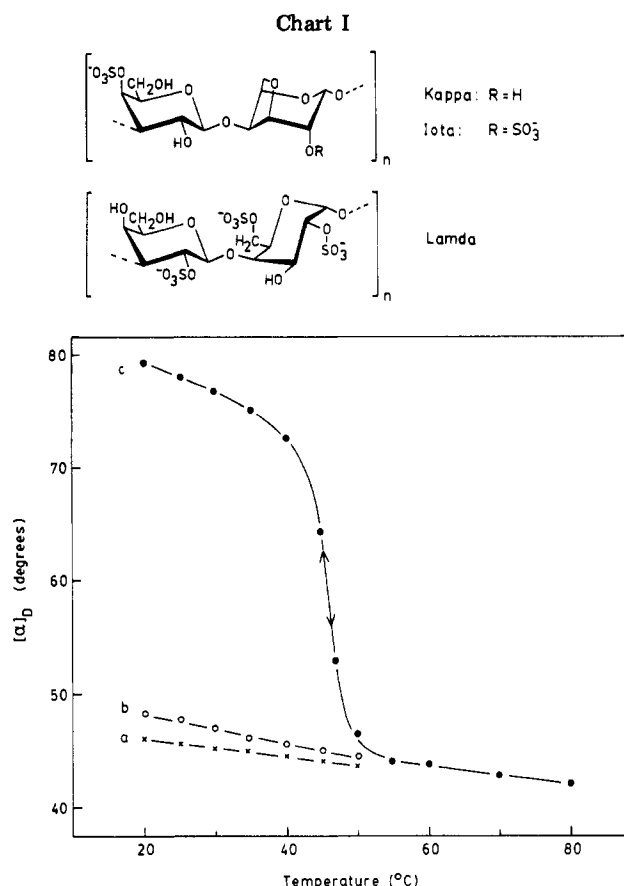 Chart I
⁻O₃SO
CH₂OH
O
O
O
O
O
HO
OR
n
Kappa: R = H
Iota: R = SO₃⁻
HO
CH₂OH
O
⁻O₃SO
O
⁻O₃SO
H₂C
O
O
O
SO₃⁻
HO
n
Lamda
80
70
60
50
40
[α]D (degrees)
c
b
a
20
40
60
80
Temperature (°C)